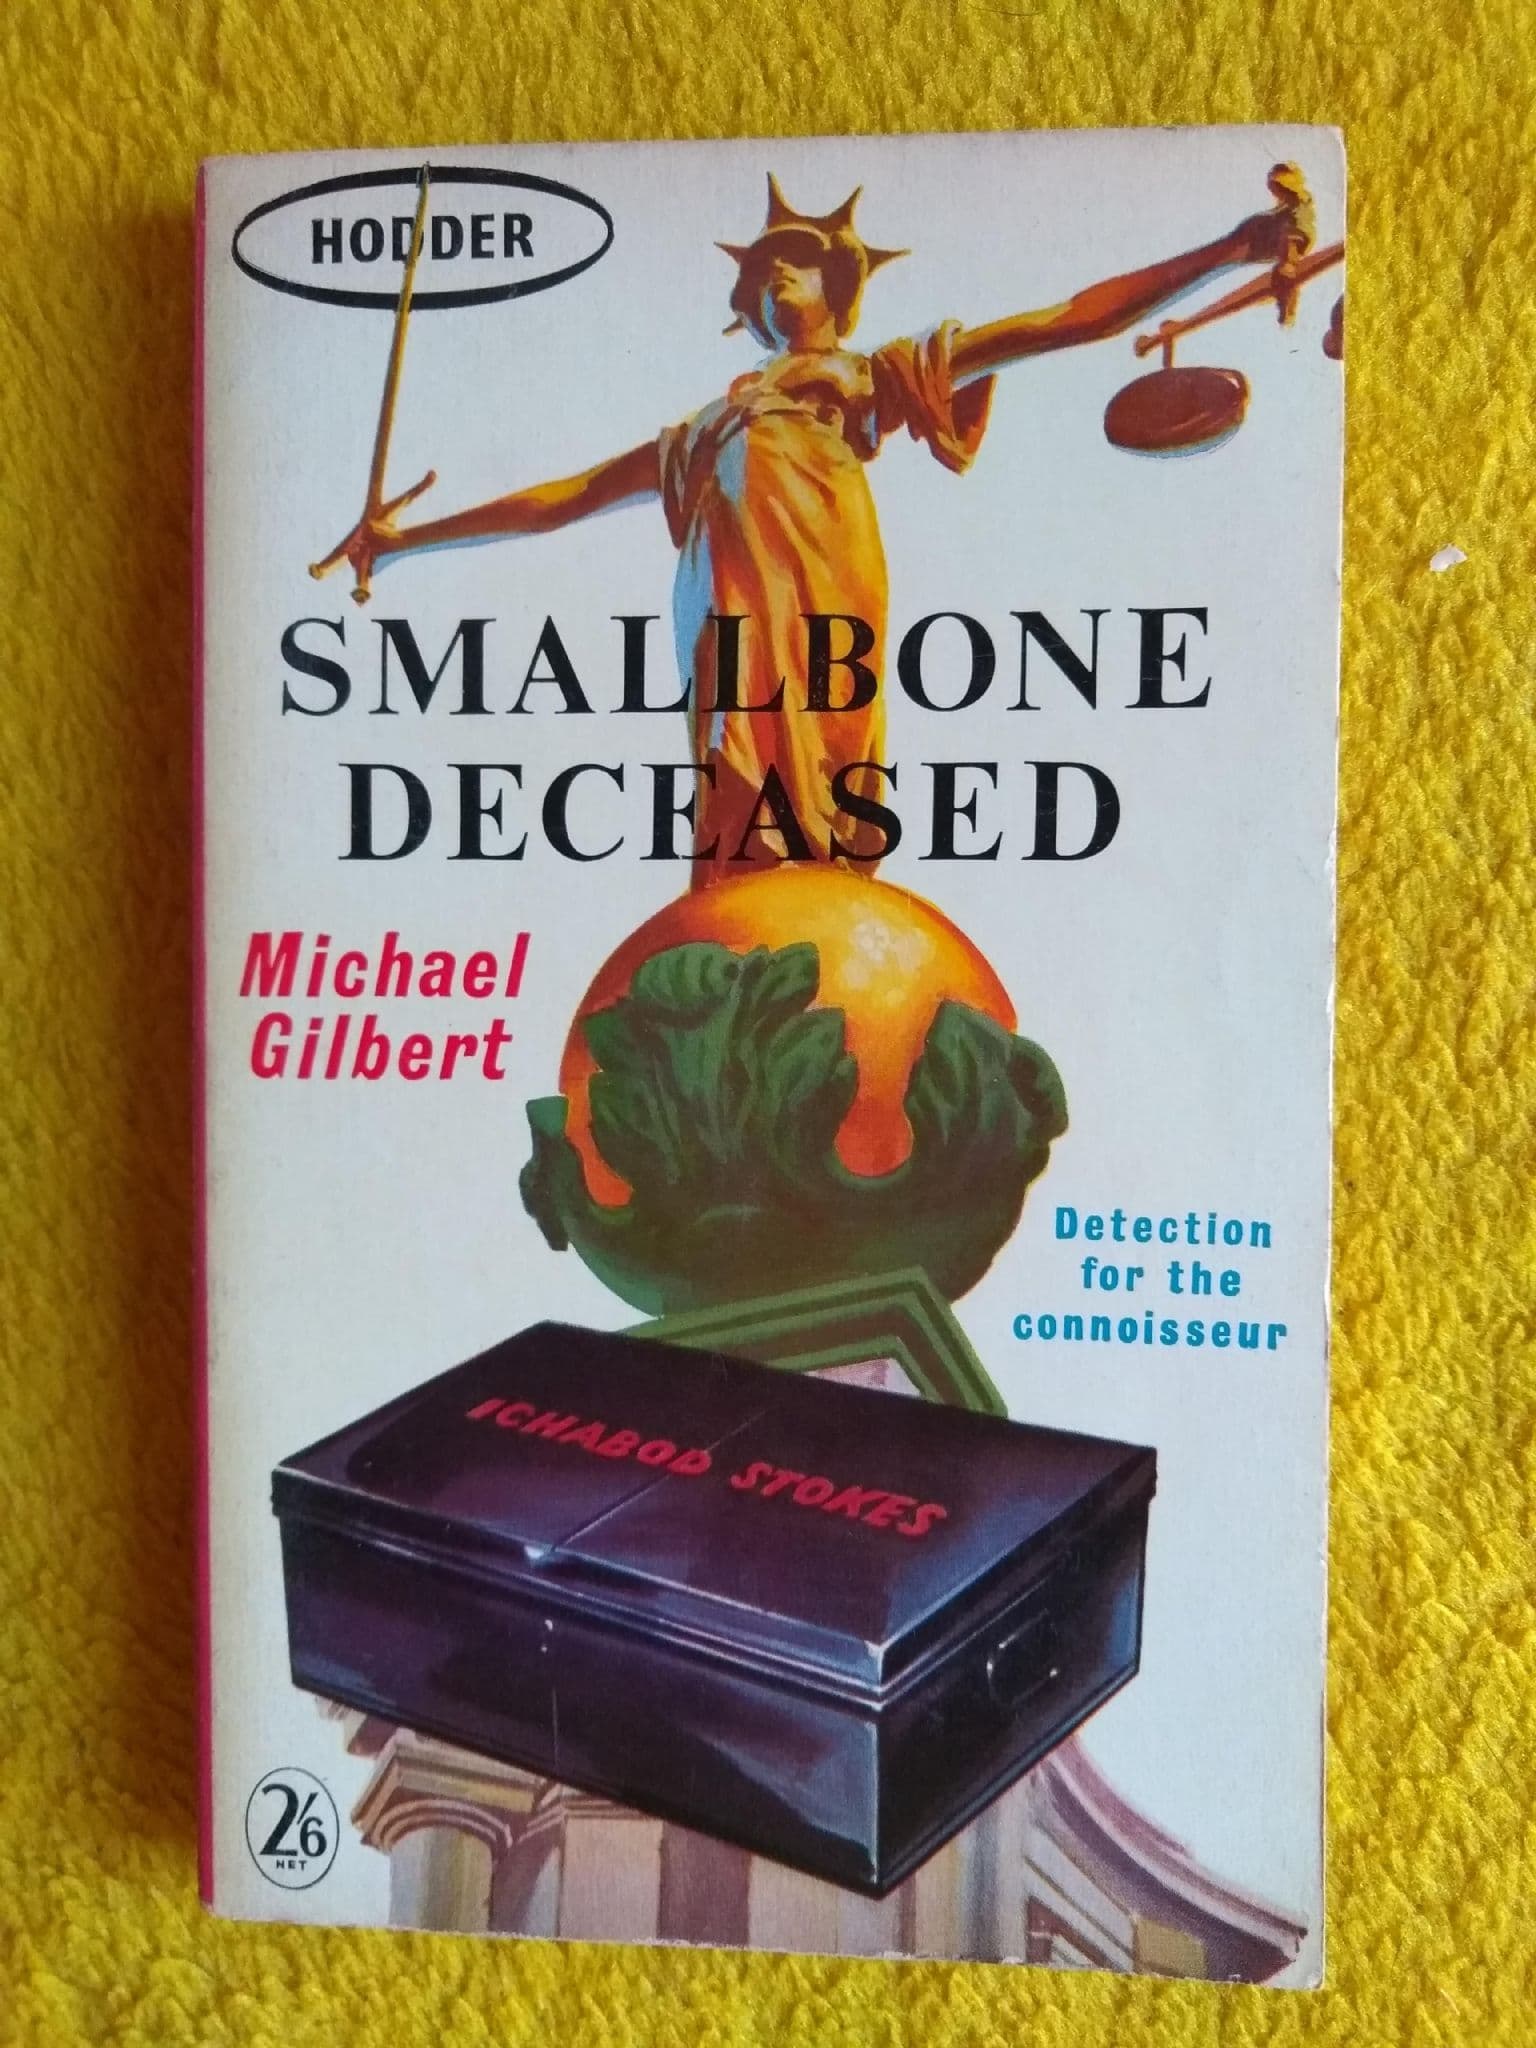 HODDER
SMALLBONE
DECEASED
Michael
Gilbert
Detection
for the
connoisseur
ICHABOD STOKES
2'/6
NET